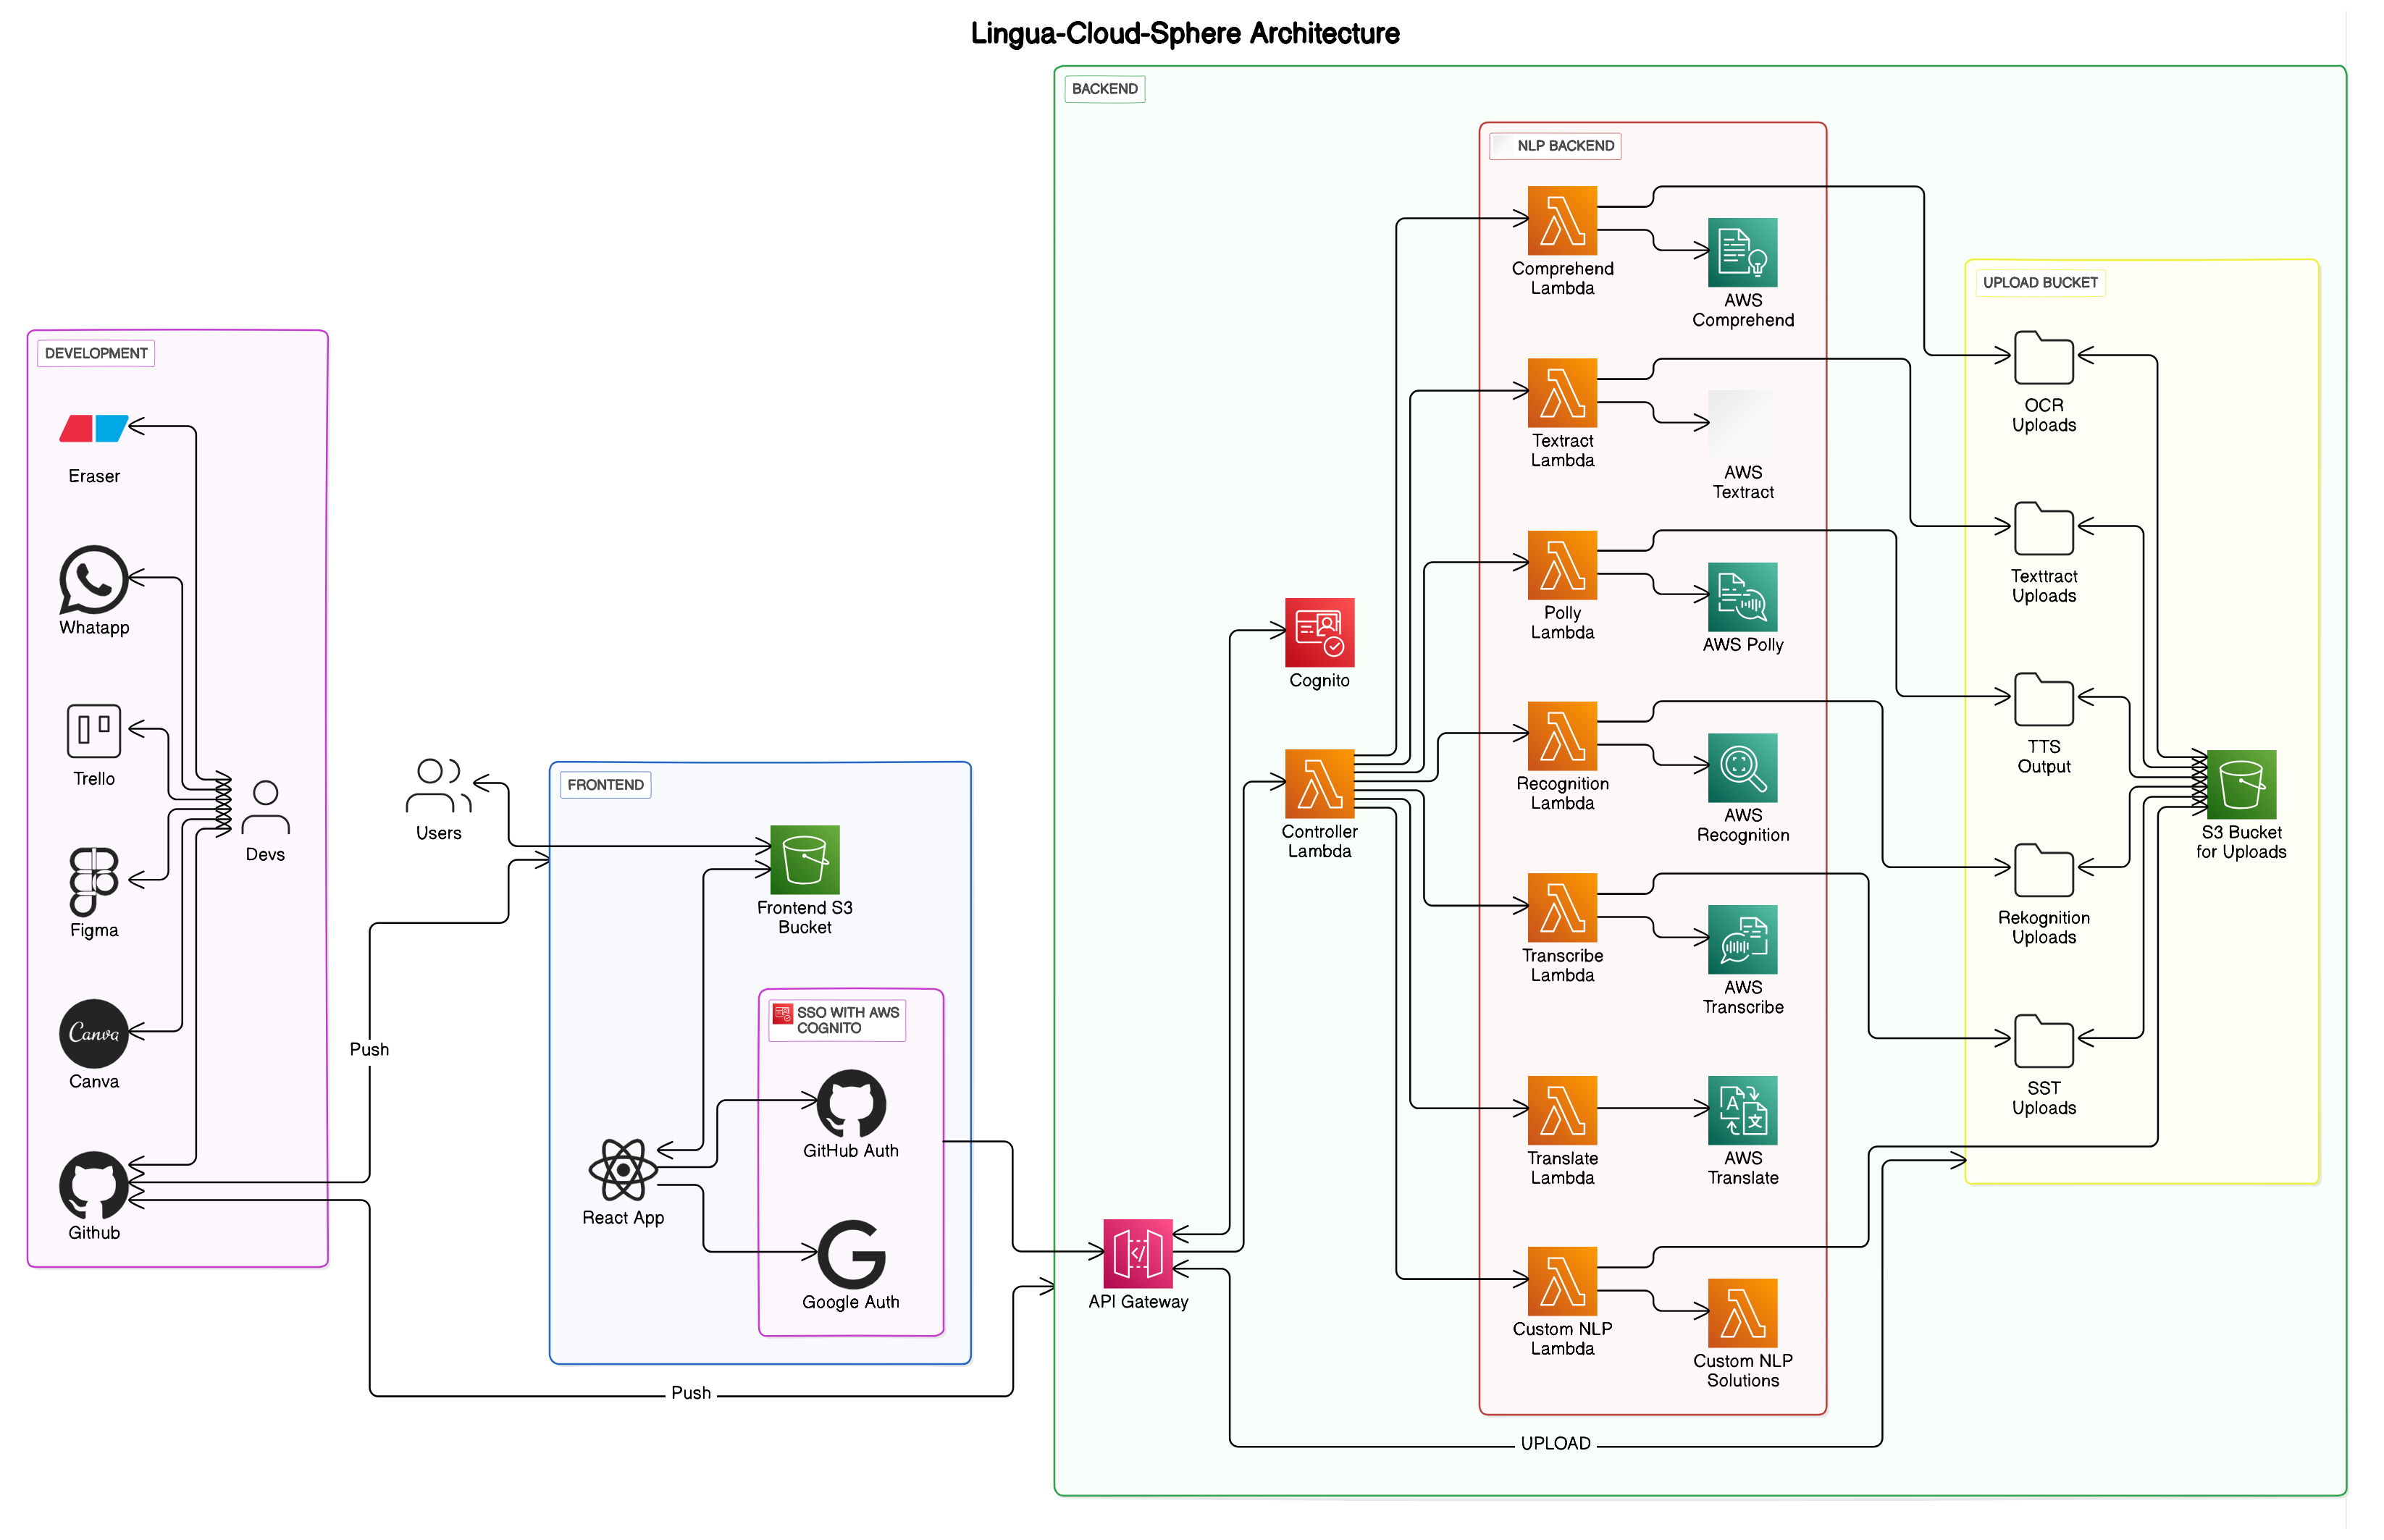 Lingua-Cloud-Sphere Architecture
DEVELOPMENT
Eraser
Whatapp
Trello
Figma
Canva
Canva
Github
Devs
Push
Push
Users
FRONTEND
Frontend S3
Bucket
SSO WITH AWS
COGNITO
GitHub Auth
Google Auth
React App
BACKEND
API Gateway
Cognito
Controller
Lambda
NLP BACKEND
Comprehend
Lambda
AWS
Comprehend
Textract
Lambda
AWS
Textract
Polly
Lambda
AWS Polly
Recognition
Lambda
AWS
Recognition
Transcribe
Lambda
AWS
Transcribe
Translate
Lambda
A
文
AWS
Translate
Custom NLP
Lambda
Custom NLP
Solutions
UPLOAD
UPLOAD BUCKET
OCR
Uploads
Texttract
Uploads
TTS
Output
Rekognition
Uploads
SST
Uploads
S3 Bucket
for Uploads